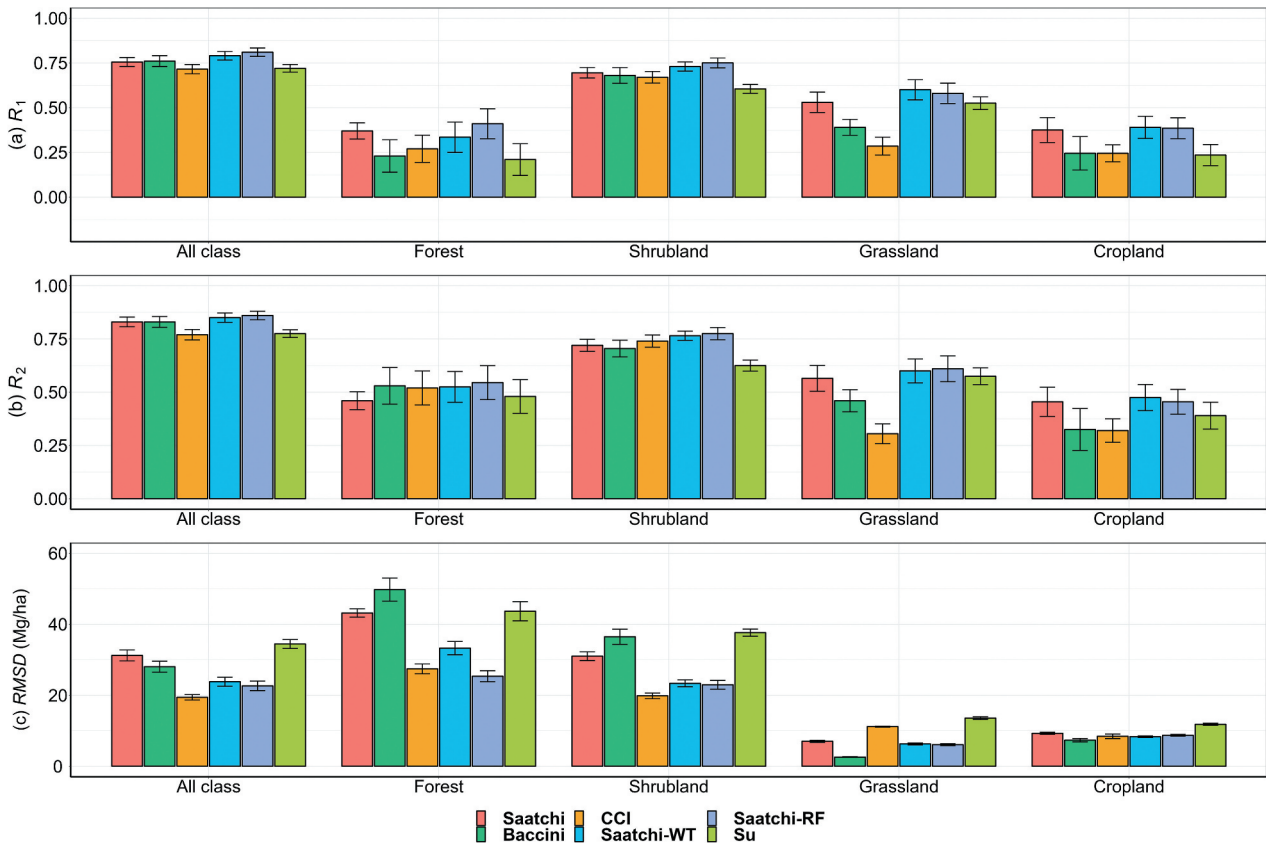 (a) R1
1.00
0.75
0.50
0.25
0.00
All class Forest Shrubland Grassland Cropland
(b) R2
1.00
0.75
0.50
0.25
0.00
All class Forest Shrubland Grassland Cropland
(c) RMSD (Mg/ha)
60
40
20
0
All class Forest Shrubland Grassland Cropland
Saatchi CCI Saatchi-RF
Baccini Saatchi-WT Su